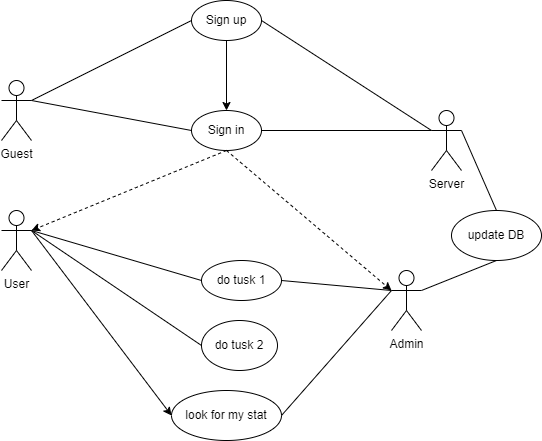 Sign up
Sign in
Guest
Server
update DB
User
do tusk 1
Admin
do tusk 2
look for my stat